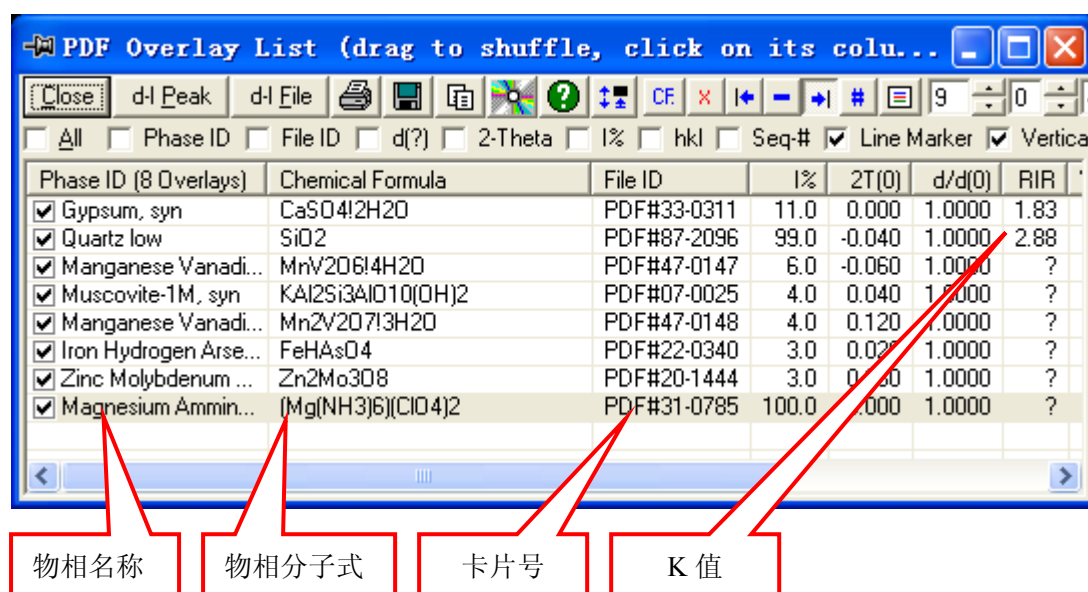 PDF Overlay List (drag to shuffle, click on its colu...
Close d-I Peak d-I File CF. × # 9 0
All Phase ID File ID d(?) 2-Theta I% hkl Seq-# Line Marker Vertica
Phase ID (8 Overlays) Chemical Formula File ID I% 2T(0) d/d(0) RIR
Gypsum, syn CaSO4!2H2O PDF#33-0311 11.0 0.000 1.0000 1.83
Quartz low SiO2 PDF#87-2096 99.0 -0.040 1.0000 2.88
Manganese Vanadi... MnV2O6!4H2O PDF#47-0147 6.0 -0.060 1.0000 ?
Muscovite-1M, syn KAl2Si3AlO10(OH)2 PDF#07-0025 4.0 0.040 1.0000 ?
Manganese Vanadi... Mn2V2O7!3H2O PDF#47-0148 4.0 0.120 1.0000 ?
Iron Hydrogen Arse... FeHAsO4 PDF#22-0340 3.0 1.0000 ?
Zinc Molybdenum ... Zn2Mo3O8 PDF#20-1444 3.0 1.0000 ?
Magnesium Ammin... (Mg(NH3)6)(ClO4)2 PDF#31-0785 100.0 1.0000 ?
物相名称 物相分子式 卡片号 K 值